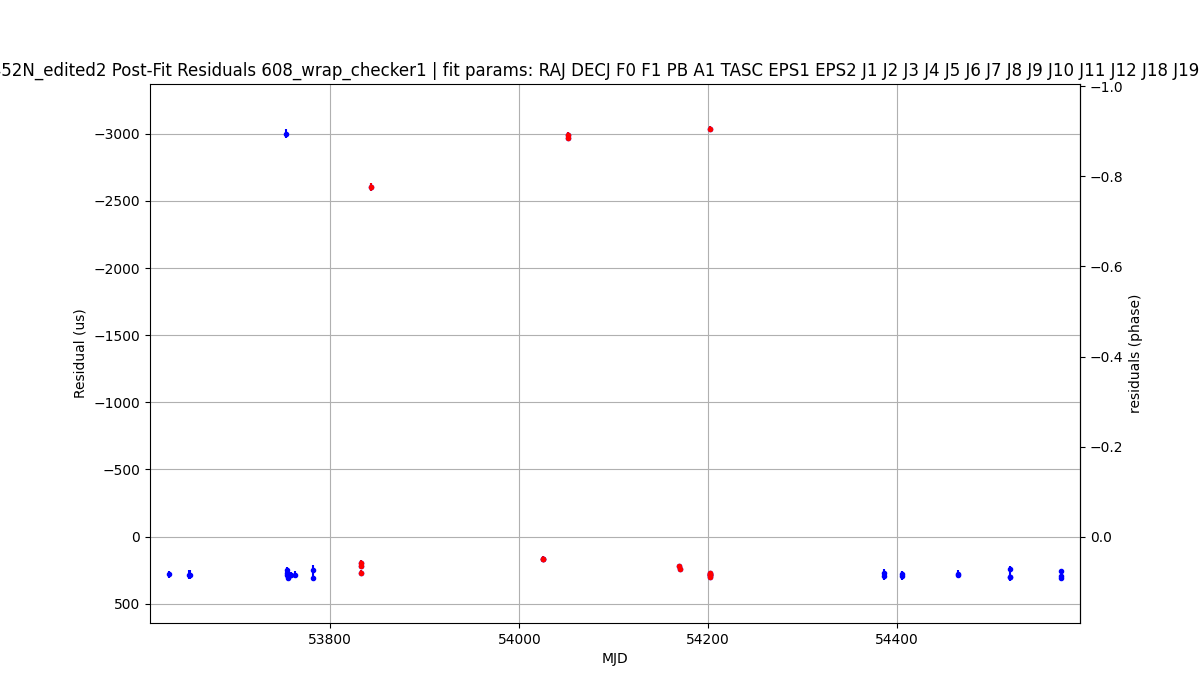 52N_edited2 Post-Fit Residuals 608_wrap_checker1 | fit params: RAJ DECJ F0 F1 PB A1 TASC EPS1 EPS2 J1 J2 J3 J4 J5 J6 J7 J8 J9 J10 J11 J12 J18 J19
−1.0
−3000
−0.8
−2500
−2000
−0.6
−1500
Residual (us)
−0.4
residuals (phase)
−1000
−0.2
−500
0
0.0
500
53800 54000 54200 54400
MJD